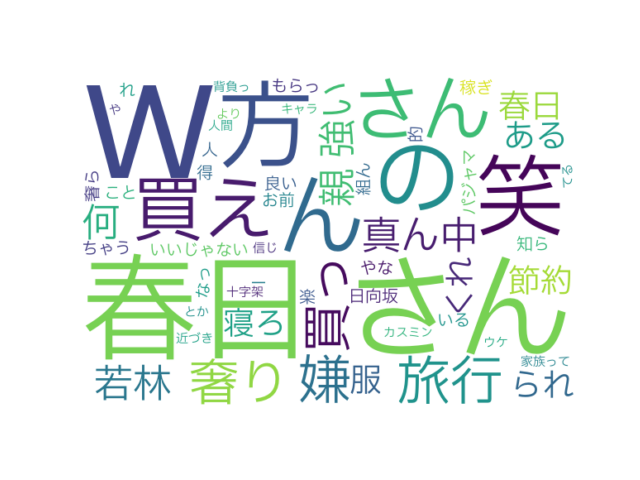 背負っ
もらっ
れ
や
より
人間
キャラ
稼ぎ
春日
W
方
さん
強い
の
ある
的
人
得
良い
お前
組ん
パジャマ
るて
奢ら
こと
買え
ん
親
笑
何
真ん中
ちゃう
いいじゃない
信じ
知ら
春日
さん
なっ
一
十字架
寝ろ
楽
買っ
やな
くれ
節約
日向坂
とか
いる
近づき
カスミン
ウケ
若林
奢り
嫌
服
旅行
られ
家族って